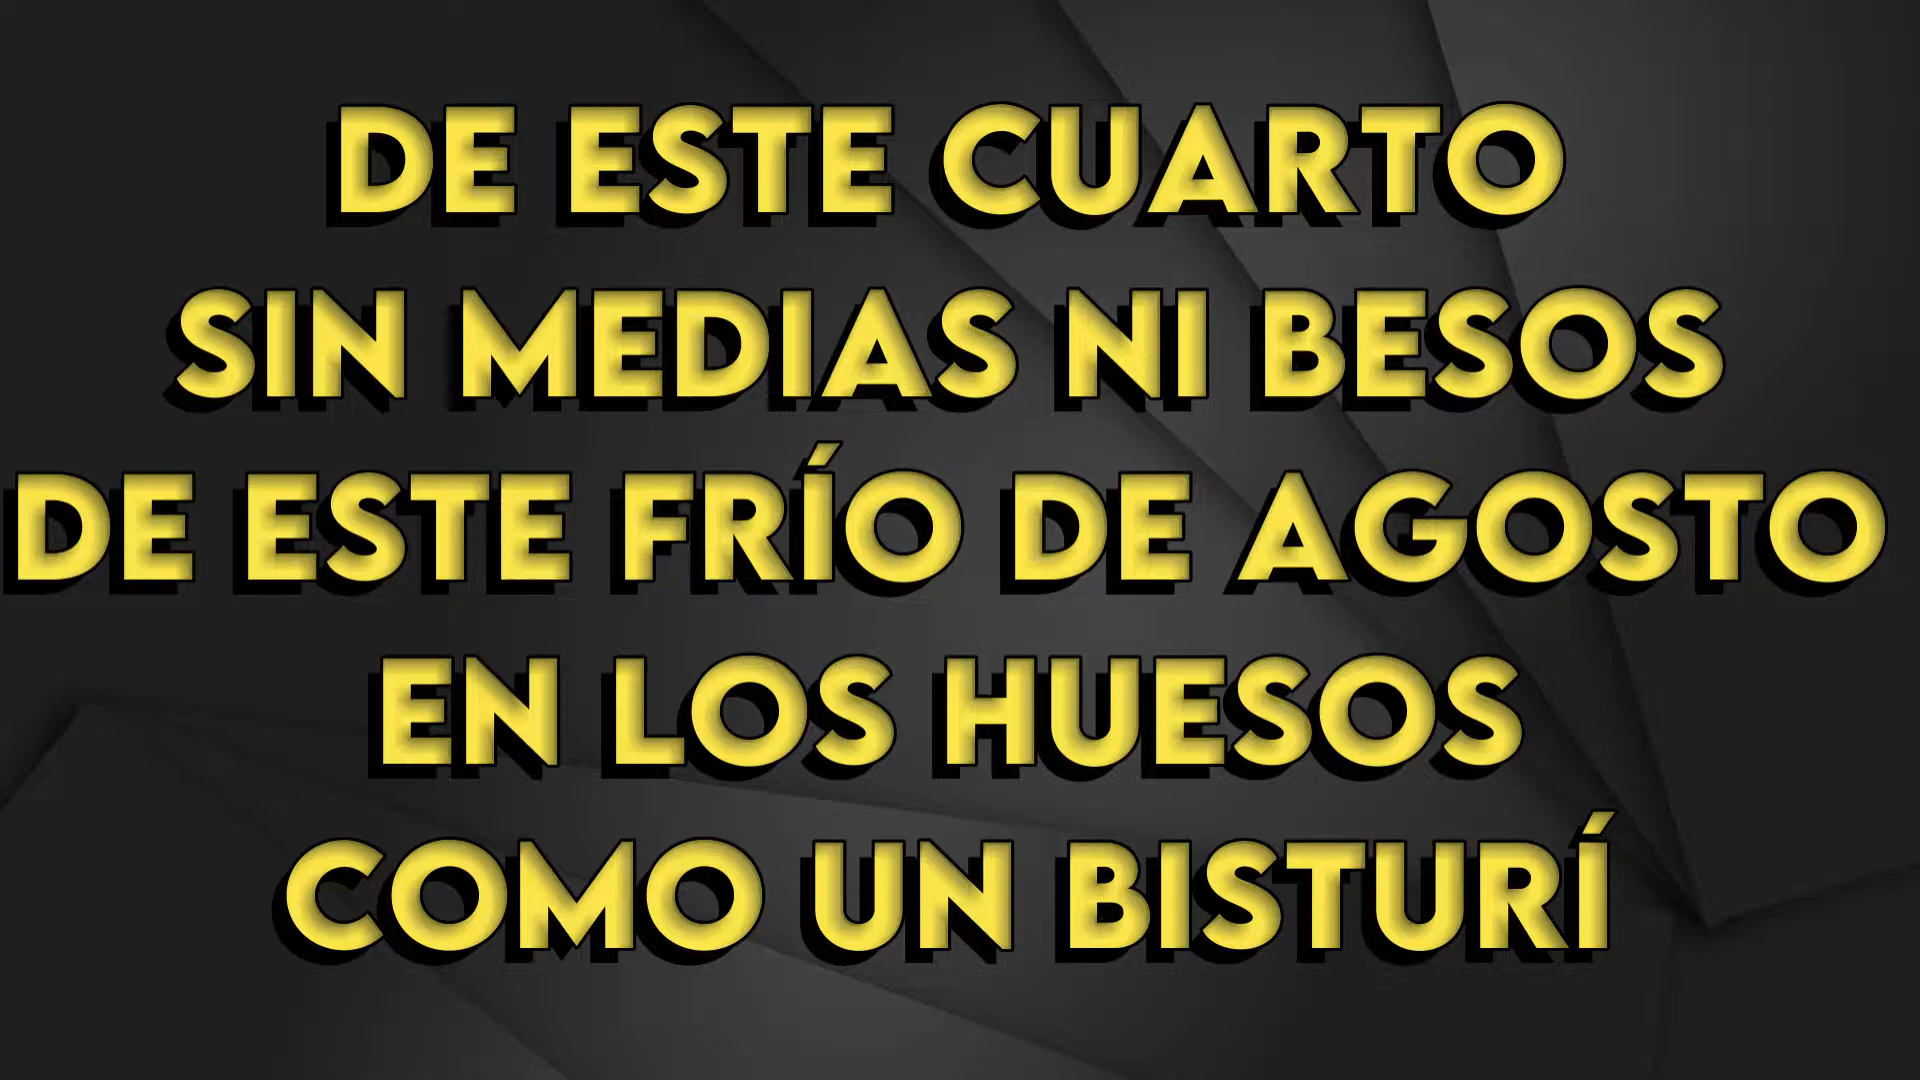 DE ESTE CUARTO
SIN MEDIAS NI BESOS
DE ESTE FRÍO DE AGOSTO
EN LOS HUESOS
COMO UN BISTURÍ